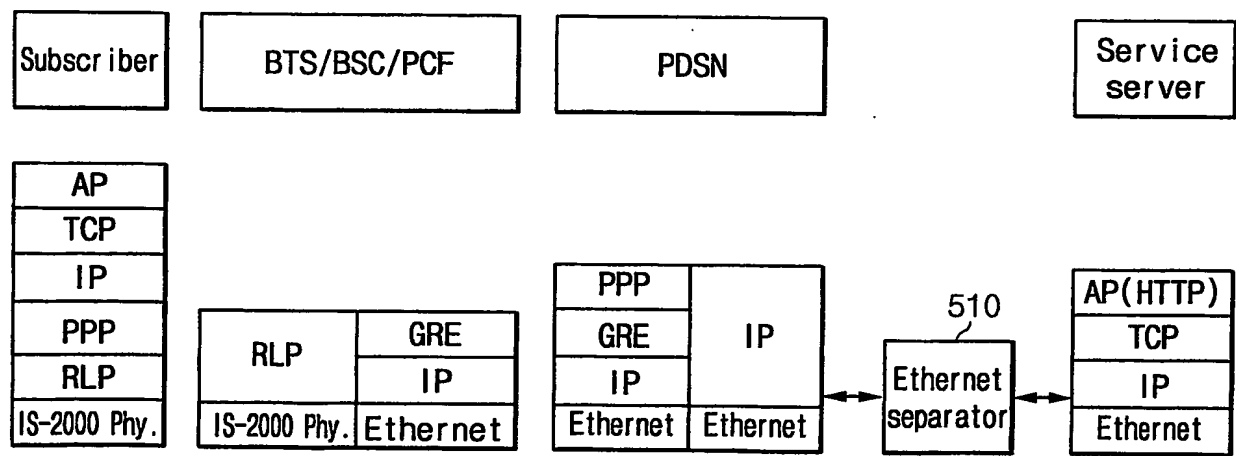 Subscriber
BTS/BSC/PCF
PDSN
Service
server
AP
TCP
IP
PPP
RLP
IS-2000 Phy.
RLP
GRE
IP
IS-2000 Phy.
Ethernet
PPP
GRE
IP
IP
Ethernet
Ethernet
510
Ethernet
separator
AP(HTTP)
TCP
IP
Ethernet